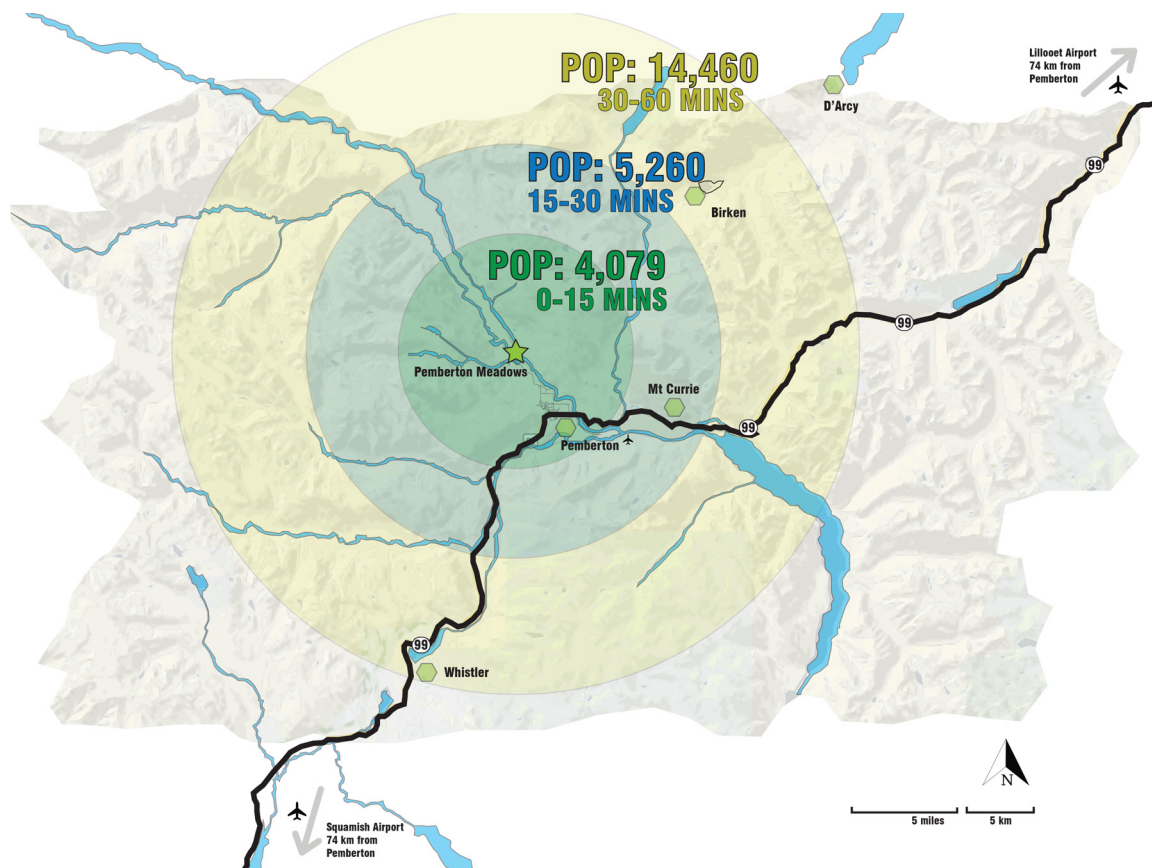 POP: 14,460
30-60 MINS
Lillooet Airport
74 km from
Pemberton
D'Arcy
99
POP: 5,260
15-30 MINS
Birken
POP: 4,079
0-15 MINS
99
Pemberton Meadows
Mt Currie
99
Pemberton
99
Whistler
N
5 miles
5 km
Squamish Airport
74 km from
Pemberton